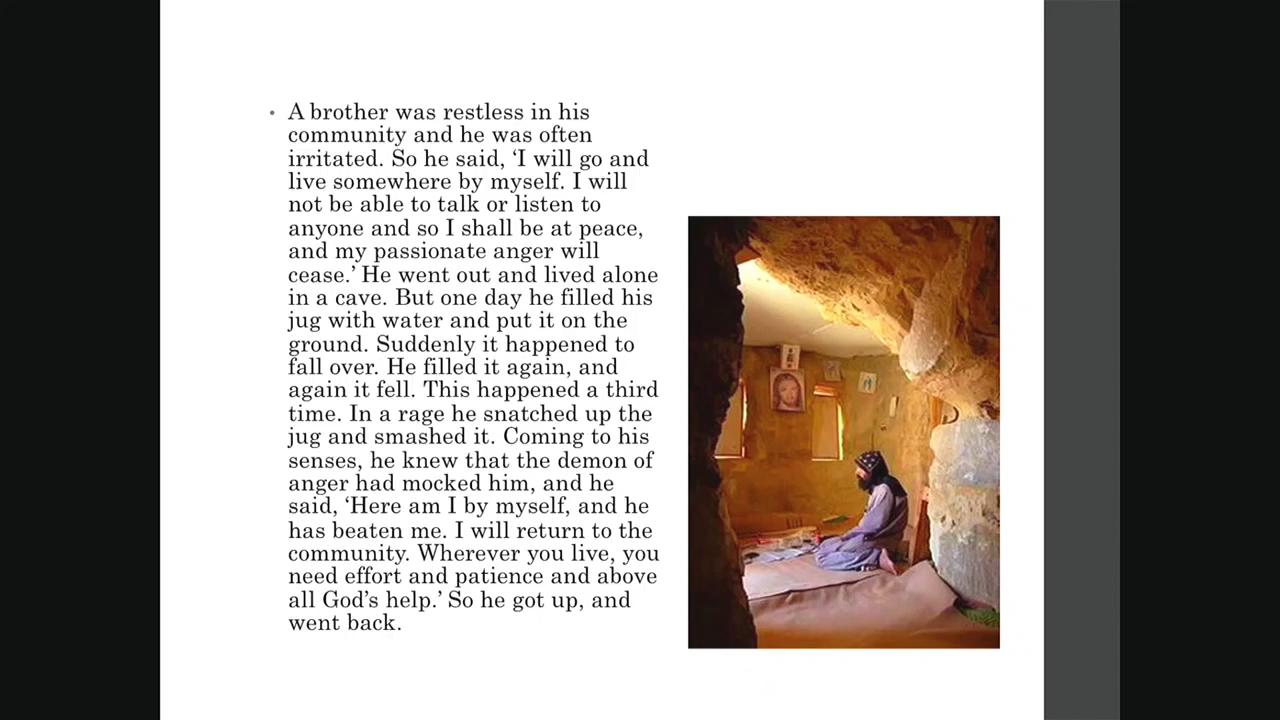 • A brother was restless in his
community and he was often
irritated. So he said, ‘I will go and
live somewhere by myself. I will
not be able to talk or listen to
anyone and so I shall be at peace,
and my passionate anger will
cease.’ He went out and lived alone
in a cave. But one day he filled his
jug with water and put it on the
ground. Suddenly it happened to
fall over. He filled it again, and
again it fell. This happened a third
time. In a rage he snatched up the
jug and smashed it. Coming to his
senses, he knew that the demon of
anger had mocked him, and he
said, ‘Here am I by myself, and he
has beaten me. I will return to the
community. Wherever you live, you
need effort and patience and above
all God’s help.’ So he got up, and
went back.